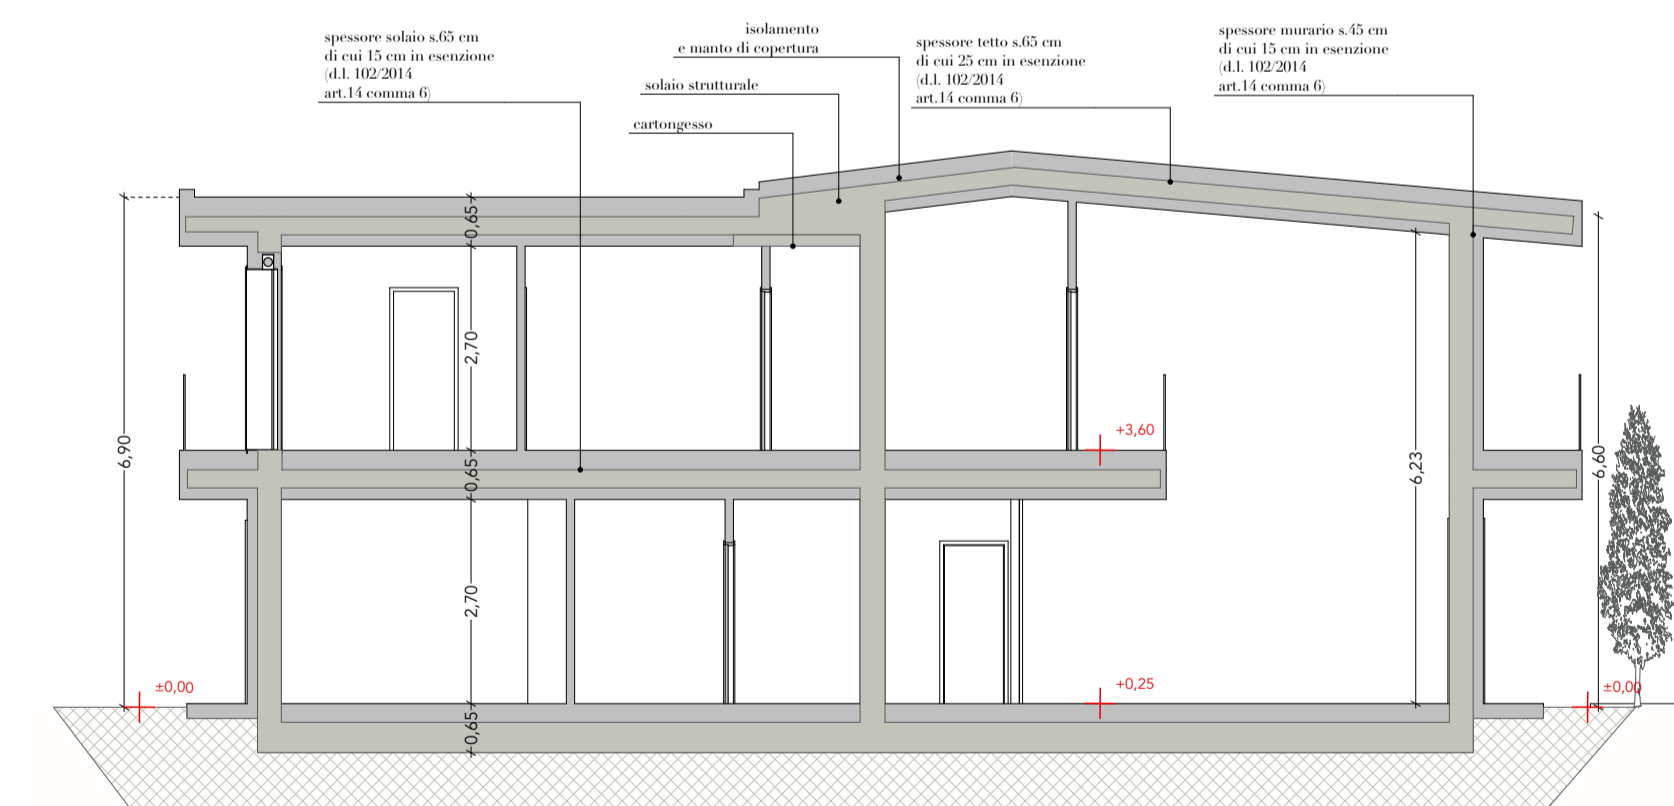 spessore solaio s.65 cm
di cui 15 cm in esenzione
(d.l. 102/2014
art.14 comma 6)
isolamento
e manto di copertura
solaio strutturale
cartongesso
spessore tetto s.65 cm
di cui 25 cm in esenzione
(d.l. 102/2014
art.14 comma 6)
spessore murario s.45 cm
di cui 15 cm in esenzione
(d.l. 102/2014
art.14 comma 6)
0,65
2,70
0,65
2,70
0,65
6,90
±0,00
+3,60
+0,25
6,23
6,60
±0,00